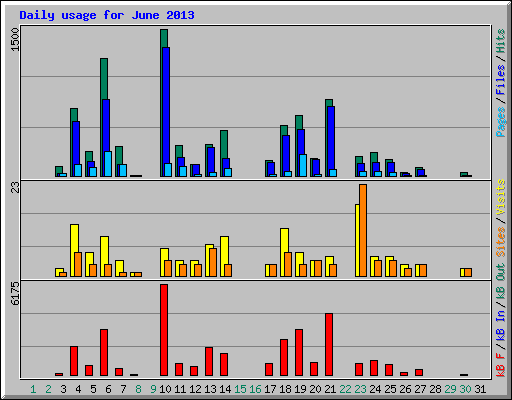 Daily usage for June 2013
1500
Pages / Files / Hits
23
Sites / Visits
6175
kB F / kB In / kB Out
1 2 3 4 5 6 7 8 9 10 11 12 13 14 15 16 17 18 19 20 21 22 23 24 25 26 27 28 29 30 31